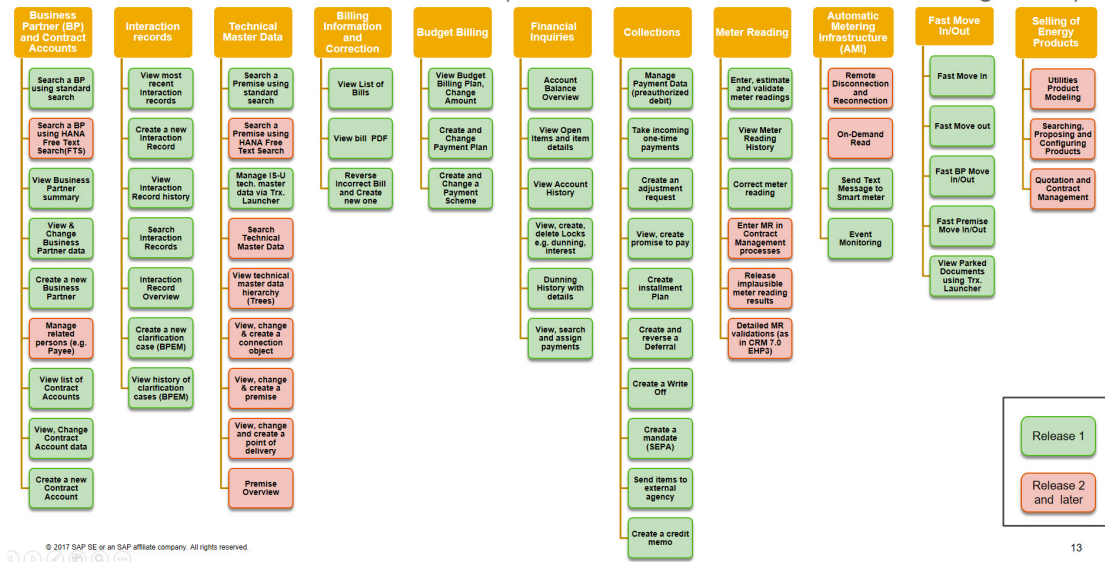 Business
Partner (BP)
and Contract
Accounts
Search a BP
using standard
search
Search a BP
using HANA
Free Text
Search(FTS)
View Business
Partner
summary
View &
Change
Business
Partner data
Create a new
Business
Partner
Manage
related
persons (e.g.
Payee)
View list of
Contract
Accounts
View, Change
Contract
Account data
Create a new
Contract
Account
Interaction
records
View most
recent
Interaction
records
Create a new
Interaction
Record
View
Interaction
Record history
Search
Interaction
Records
Interaction
Record
Overview
Create a new
clarification
case (BPEM)
View history of
clarification
cases (BPEM)
Technical
Master Data
Search a
Premise using
standard
search
Search a
Premise using
HANA Free
Text Search
Manage IS-U
tech. master
data via Trx.
Launcher
Search
Technical
Master Data
View technical
master data
hierarchy
(Trees)
View, change
& create a
connection
object
View, change
& create a
premise
View, change
and create a
point of
delivery
Premise
Overview
Billing
Information
and
Correction
View List of
Bills
View bill PDF
Reverse
Incorrect Bill
and Create
new one
Budget Billing
View Budget
Billing Plan,
Change
Amount
Create and
Change
Payment Plan
Create and
Change a
Payment
Scheme
Financial
Inquiries
Account
Balance
Overview
View Open
Items and item
details
View Account
History
View, create,
delete Locks
e.g. dunning,
interest
Dunning
History with
details
View, search
and assign
payments
Collections
Manage
Payment Data
(preauthorized
debit)
Take incoming
one-time
payments
Create an
adjustment
request
View, create
promise to pay
Create
installment
Plan
Create and
reverse a
Deferral
Create a Write
Off
Create a
mandate
(SEPA)
Send items to
external
agency
Create a credit
memo
Meter Reading
Enter, estimate
and validate
meter readings
View Meter
Reading
History
Correct meter
reading
Enter MR in
Contract
Management
processes
Release
implausible
meter reading
results
Detailed MR
validations (as
in CRM 7.0
EHP3)
Automatic
Metering
Infrastructure
(AMI)
Remote
Disconnection
and
Reconnection
On-Demand
Read
Send Text
Message to
Smart meter
Event
Monitoring
Fast Move
In/Out
Fast Move In
Fast Move out
Fast BP Move
In/Out
Fast Premise
Move In/Out
View Parked
Documents
using Trx.
Launcher
Selling of
Energy
Products
Utilities
Product
Modeling
Searching,
Proposing and
Configuring
Products
Quotation and
Contract
Management
Release 1
Release 2
and later
© 2017 SAP SE or an SAP affiliate company. All rights reserved.
13